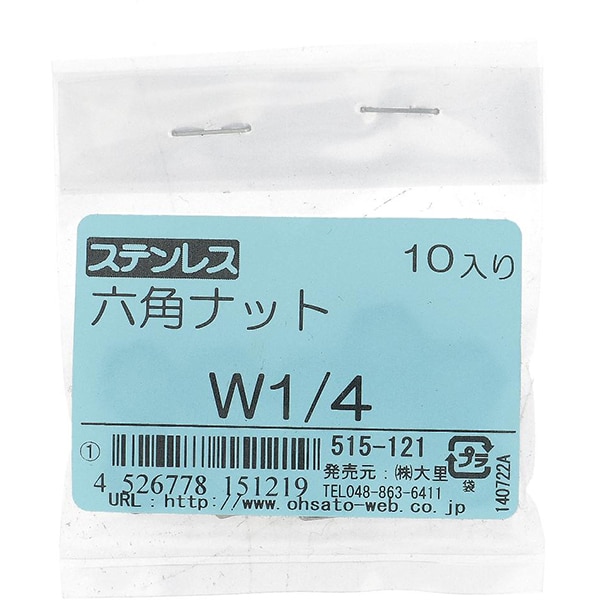 ステンレス
10入り
六角ナット
W1/4
①
515-121
発売元：㈱大里
プラ
袋
140722A
4 526778 151219
TEL048-863-6411
URL：http://www.ohsato-web.co.jp